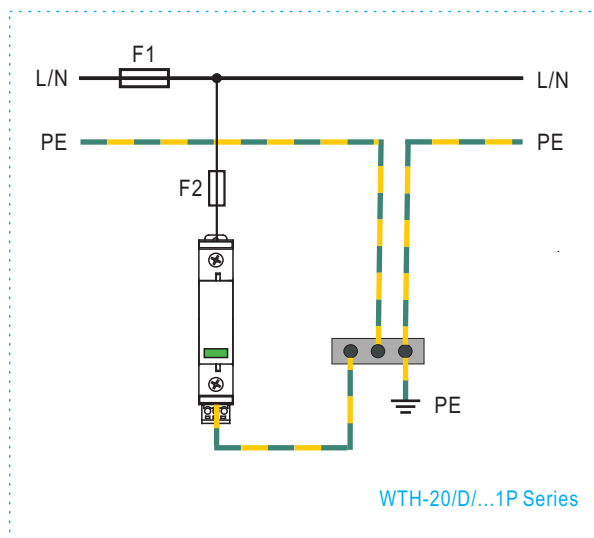 F1
L/N
L/N
PE
PE
F2
PE
WTH-20/D/...1P Series